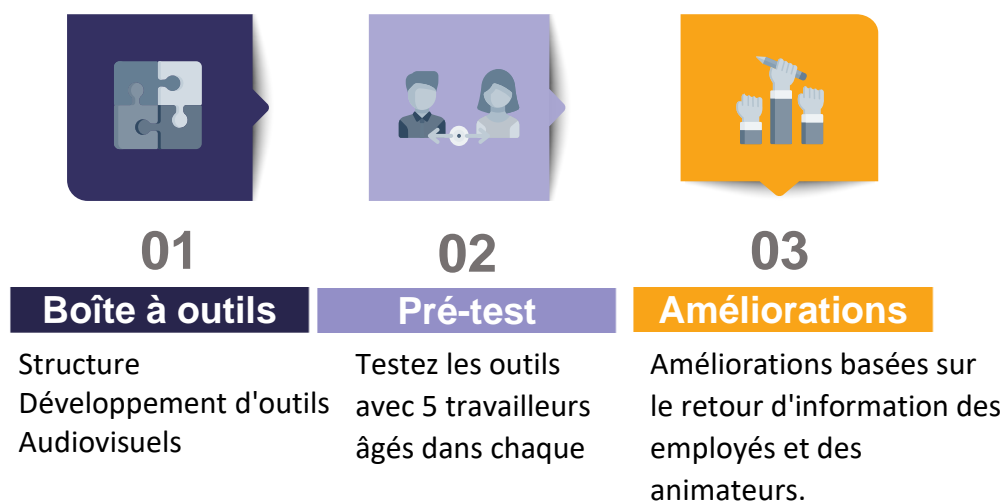 01
Boîte à outils
Structure
Développement d'outils
Audiovisuels
02
Pré-test
Testez les outils
avec 5 travailleurs
âgés dans chaque
03
Améliorations
Améliorations basées sur
le retour d'information des
employés et des
animateurs.